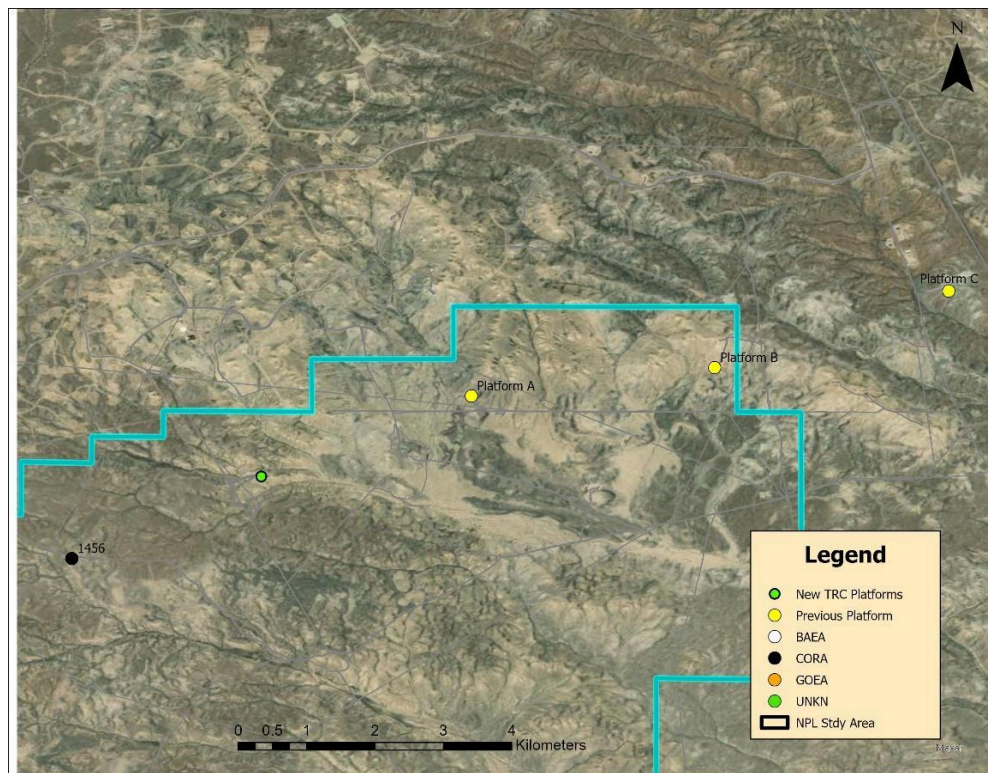 N
Platform C
Platform B
Platform A
1456
Legend
New TRC Platforms
Previous Platform
BAEA
CORA
GOEA
UNKN
NPL Stdy Area
0 0.5 1 2 3 4
Kilometers
Maxar